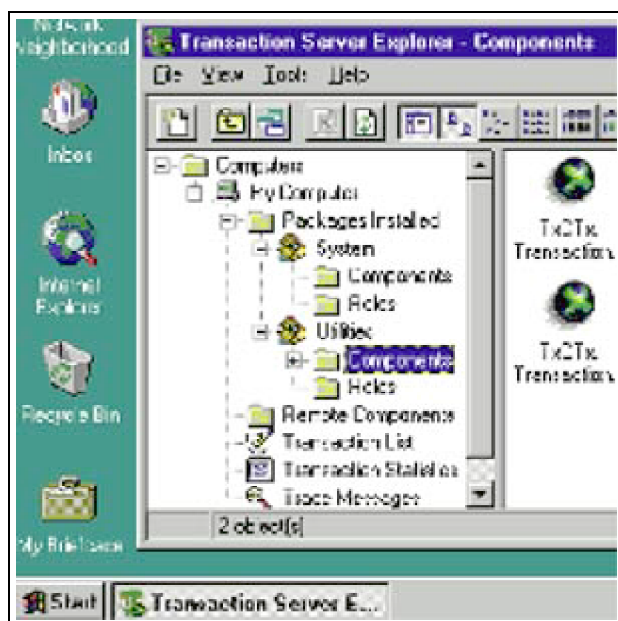 Network
Neighborhood
Inbox
Internet
Explorer
Recycle Bin
My Briefcase
Transaction Server Explorer - Components
File View Tools Help
Computers
My Computer
Packages Installed
System
Components
Roles
Utilities
Components
Roles
Remote Components
Transaction List
Transaction Statistics
Trace Messages
TxCTx.
Transaction.
TxCTx.
Transaction.
2 object(s)
Start
Transaction Server E...